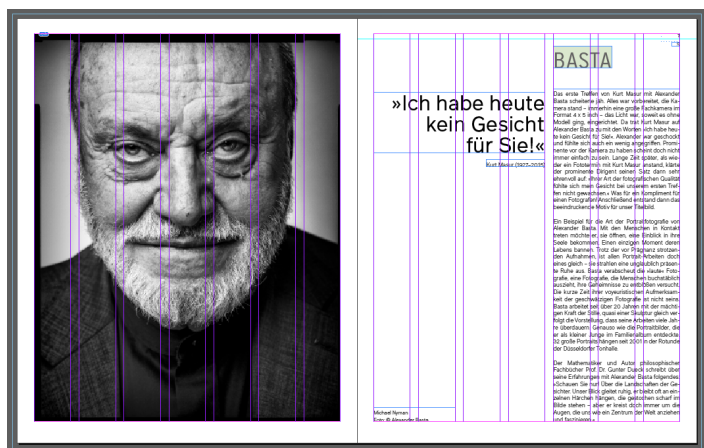 »Ich habe heute
kein Gesicht
für Sie!«
Kurt Masur (1927–2015)
Michael Nyman
Foto: © Alexander Basta
BASTA
Das erste Treffen von Kurt Masur mit Alexander
Basta scheiterte jäh. Alles war vorbereitet, die Ka-
mera stand – immerhin eine große Fachkamera im
Format 4 x 5 inch – das Licht war, soweit es ohne
Modell ging, eingerichtet. Da trat Kurt Masur auf
Alexander Basta zu mit den Worten »Ich habe heu-
te kein Gesicht für Sie!«. Alexander war geschockt
und fühlte sich auch ein wenig angegriffen. Promi-
nente vor der Kamera zu haben scheint doch nicht
immer einfach zu sein. Lange Zeit später, als wie-
der ein Fototermin mit Kurt Masur anstand, klärte
der prominente Dirigent seinen Satz dann sehr
ehrenvoll auf: »Ihrer Art der fotografischen Qualität
fühlte sich mein Gesicht bei unserem ersten Tref-
fen nicht gewachsen.« Was für ein Kompliment für
einen Fotografen! Anschließend entstand dann das
beeindruckende Motiv für unser Titelbild.
Ein Beispiel für die Art der Portraitfotografie von
Alexander Basta. Mit den Menschen in Kontakt
treten möchte er, sie öffnen, eine Einblick in ihre
Seele bekommen. Einen einzigen Moment deren
Lebens bannen. Trotz der vor Prägnanz strotzen-
den Aufnahmen, ist allen Portrait-Arbeiten doch
eines gleich – sie strahlen eine unglaublich präsen-
te Ruhe aus. Basta verabscheut die »laute« Foto-
grafie, eine Fotografie, die Menschen buchstäblich
auszieht, ihre Geheimnisse zu entblößen versucht.
Die kurze Zeit ihrer voyeuristischen Aufmerksam-
keit der geschwätzigen Fotografie ist nicht seins.
Basta arbeitet seit über 20 Jahren mit der mächti-
gen Kraft der Stille, quasi einer Skulptur gleich ver-
folgt die Vorstellung, dass seine Arbeiten viele Jah-
re überdauern. Genauso wie die Portraitbilder, die
er als kleiner Junge im Familienalbum entdeckte.
32 große Portraits hängen seit 2001 in der Rotunde
der Düsseldorfer Tonhalle.
Der Mathematiker und Autor philosophischer
Fachbücher Prof. Dr. Gunter Dueck schreibt über
seine Erfahrungen mit Alexander Basta folgendes:
»Schauen Sie nur! Über die Landschaften der Ge-
sichter. Unser Blick gleitet ruhig, er bleibt oft an ein-
zelnen Härchen hängen, die gestochen scharf im
Bilde stehen – aber er kreist doch immer um die
Augen, die uns wie ein Zentrum der Welt anziehen
und faszinieren.«